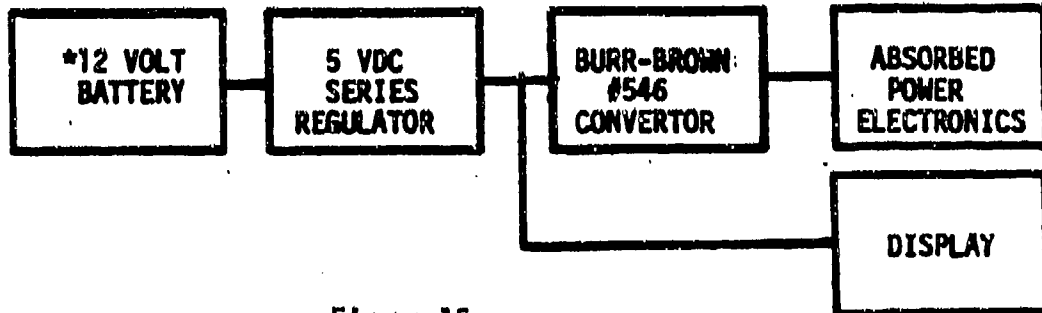 *12 VOLT
BATTERY
5 VDC
SERIES
REGULATOR
BURR-BROWN
#546
CONVERTOR
ABSORBED
POWER
ELECTRONICS
DISPLAY